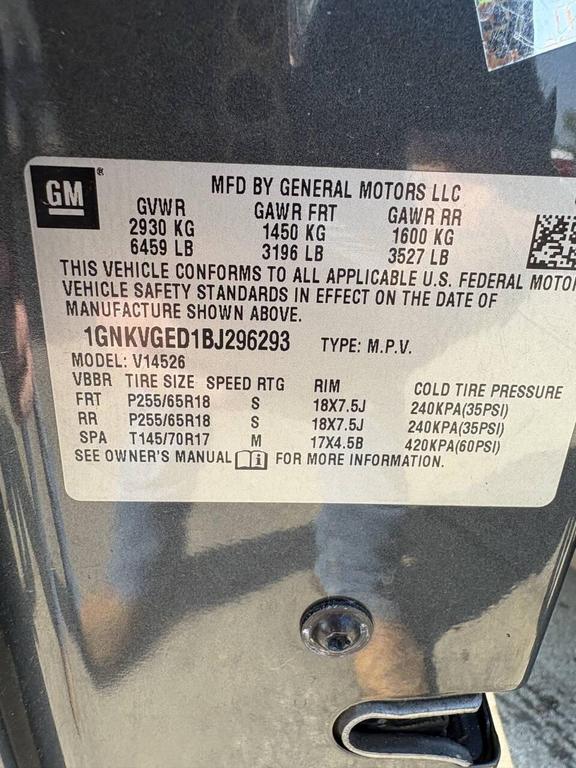 GM ® MFD BY GENERAL MOTORS LLC
GVWR GAWR FRT GAWR RR
2930 KG 1450 KG 1600 KG
6459 LB 3196 LB 3527 LB
THIS VEHICLE CONFORMS TO ALL APPLICABLE U.S. FEDERAL MOTO
VEHICLE SAFETY STANDARDS IN EFFECT ON THE DATE OF
MANUFACTURE SHOWN ABOVE.
1GNKVGED1BJ296293 TYPE: M.P.V.
MODEL: V14526
VBBR TIRE SIZE SPEED RTG RIM COLD TIRE PRESSURE
FRT P255/65R18 S 18X7.5J 240KPA(35PSI)
RR P255/65R18 S 18X7.5J 240KPA(35PSI)
SPA T145/70R17 M 17X4.5B 420KPA(60PSI)
SEE OWNER'S MANUAL i FOR MORE INFORMATION.